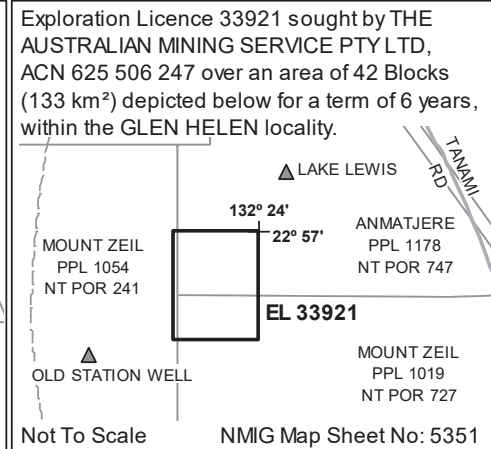 Exploration Licence 33921 sought by THE
AUSTRALIAN MINING SERVICE PTY LTD,
ACN 625 506 247 over an area of 42 Blocks
(133 km²) depicted below for a term of 6 years,
within the GLEN HELEN locality.
TANAMI
RD
LAKE LEWIS
132° 24'
22° 57'
ANMATJERE
PPL 1178
NT POR 747
MOUNT ZEIL
PPL 1054
NT POR 241
EL 33921
MOUNT ZEIL
PPL 1019
NT POR 727
OLD STATION WELL
Not To Scale
NMIG Map Sheet No: 5351